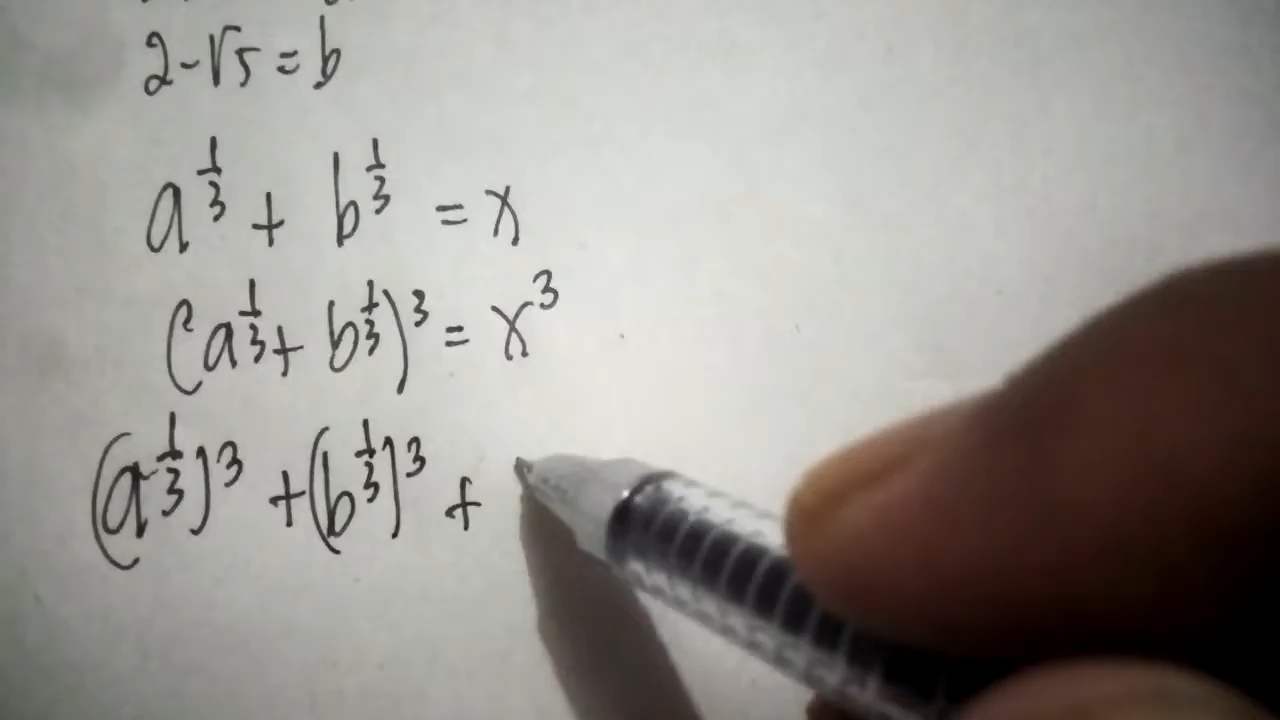 2-√5 = b
a^{1/3} + b^{1/3} = x
(a^{1/3} + b^{1/3})^3 = x^3
(a^{1/3})^3 + (b^{1/3})^3 +